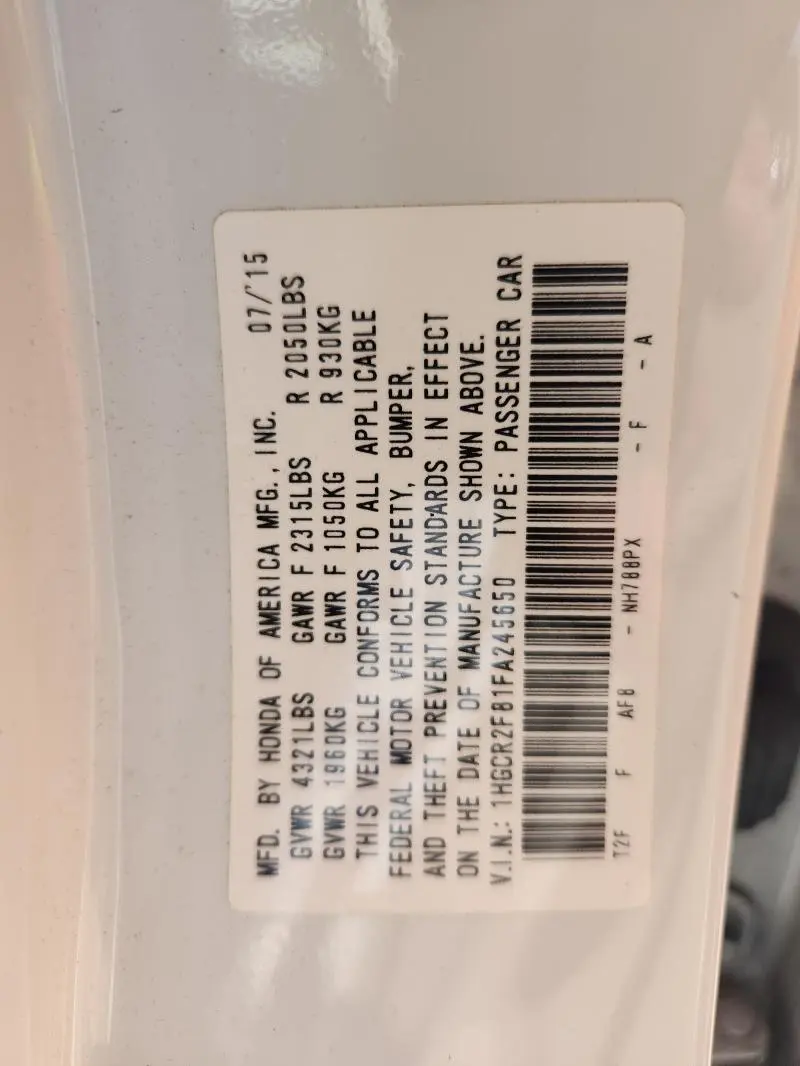 MFD. BY HONDA OF AMERICA MFG., INC. 07/'15
GVWR 4321LBS GAWR F 2315LBS R 2050LBS
GVWR 1960KG GAWR F 1050KG R 930KG
THIS VEHICLE CONFORMS TO ALL APPLICABLE
FEDERAL MOTOR VEHICLE SAFETY, BUMPER,
AND THEFT PREVENTION STANDARDS IN EFFECT
ON THE DATE OF MANUFACTURE SHOWN ABOVE.
V.I.N.: 1HGCR2F81FA245650 TYPE: PASSENGER CAR
T2F F AF8 - NH788PX - F - A